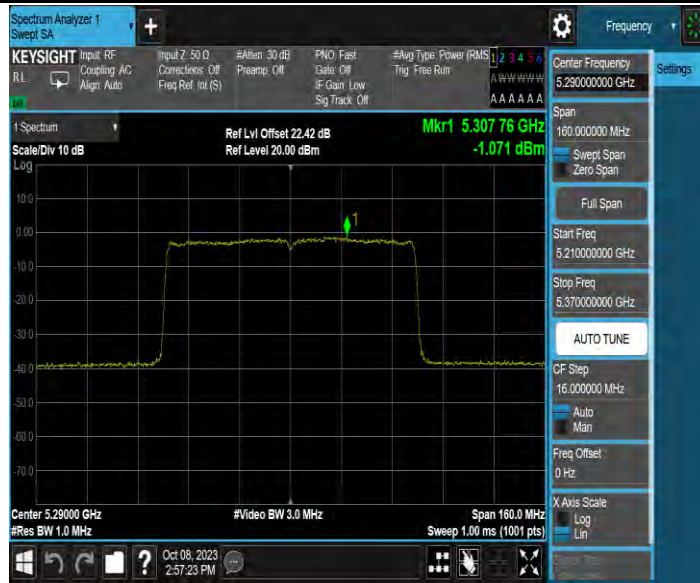 Spectrum Analyzer 1
Swept SA
Frequency
KEYSIGHT
RL
Input: RF
Coupling: AC
Align: Auto
Input Z: 50 Ω
Corrections: Off
Freq Ref: Int (S)
#Atten: 30 dB
Preamp: Off
PNO: Fast
Gate: Off
IF Gain: Low
Sig Track: Off
#Avg Type: Power (RMS
Trig: Free Run
1 2 3 4 5 6
A W W W W W
A A A A A A
1 Spectrum
Scale/Div 10 dB
Log
Ref Lvl Offset 22.42 dB
Ref Level 20.00 dBm
Mkr1 5.307 76 GHz
-1.071 dBm
10.0
0.00
-10.0
-20.0
-30.0
-40.0
-50.0
-60.0
-70.0
1
Center 5.29000 GHz
#Res BW 1.0 MHz
#Video BW 3.0 MHz
Span 160.0 MHz
Sweep 1.00 ms (1001 pts)
Oct 08, 2023
2:57:23 PM
Center Frequency
5.290000000 GHz
Settings
Span
160.000000 MHz
Swept Span
Zero Span
Full Span
Start Freq
5.210000000 GHz
Stop Freq
5.370000000 GHz
AUTO TUNE
CF Step
16.000000 MHz
Auto
Man
Freq Offset
0 Hz
X Axis Scale
Log
Lin